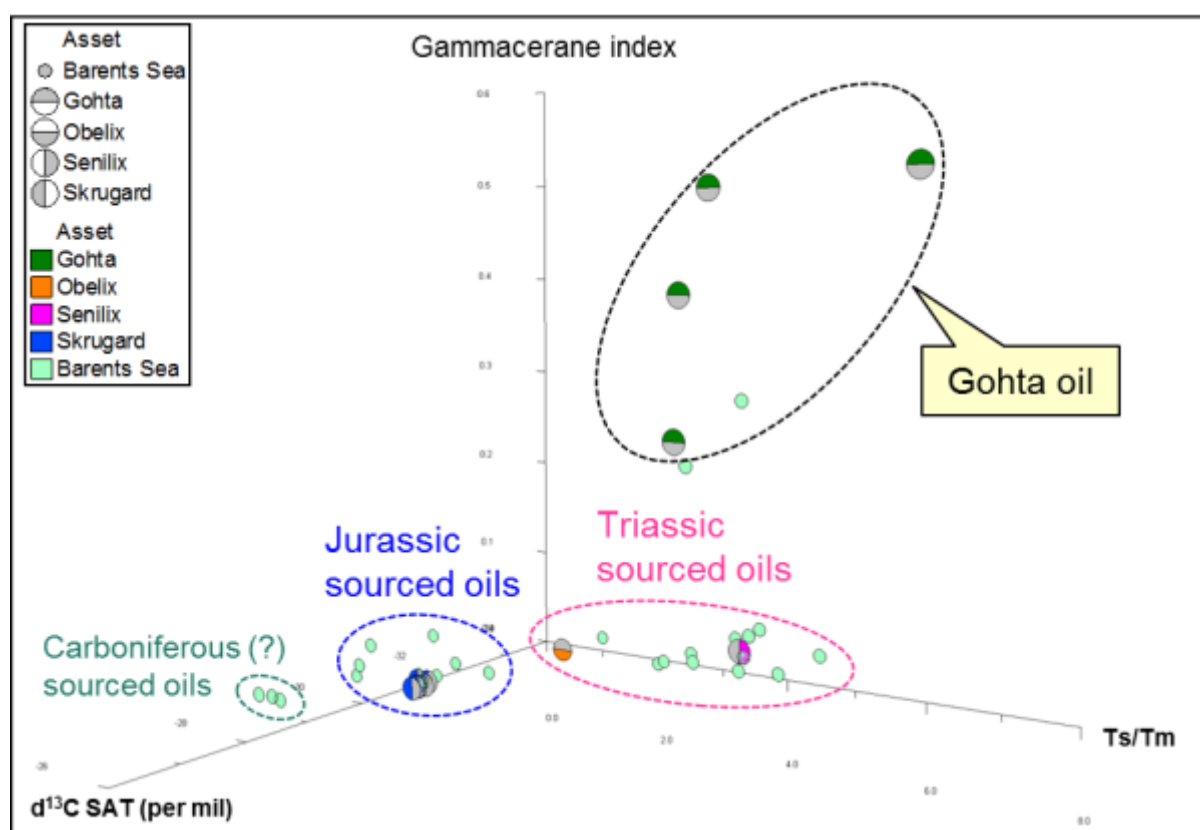 Asset
Barents Sea
Gohta
Obelix
Senilix
Skrugard
Asset
Gohta
Obelix
Senilix
Skrugard
Barents Sea
Gammacerane index
0.6
0.5
0.4
0.3
0.2
0.1
Gohta oil
Triassic
sourced oils
Jurassic
sourced oils
Carboniferous (?)
sourced oils
-32
-28
-26
0.0
2.0
4.0
6.0
8.0
Ts/Tm
d¹³C SAT (per mil)